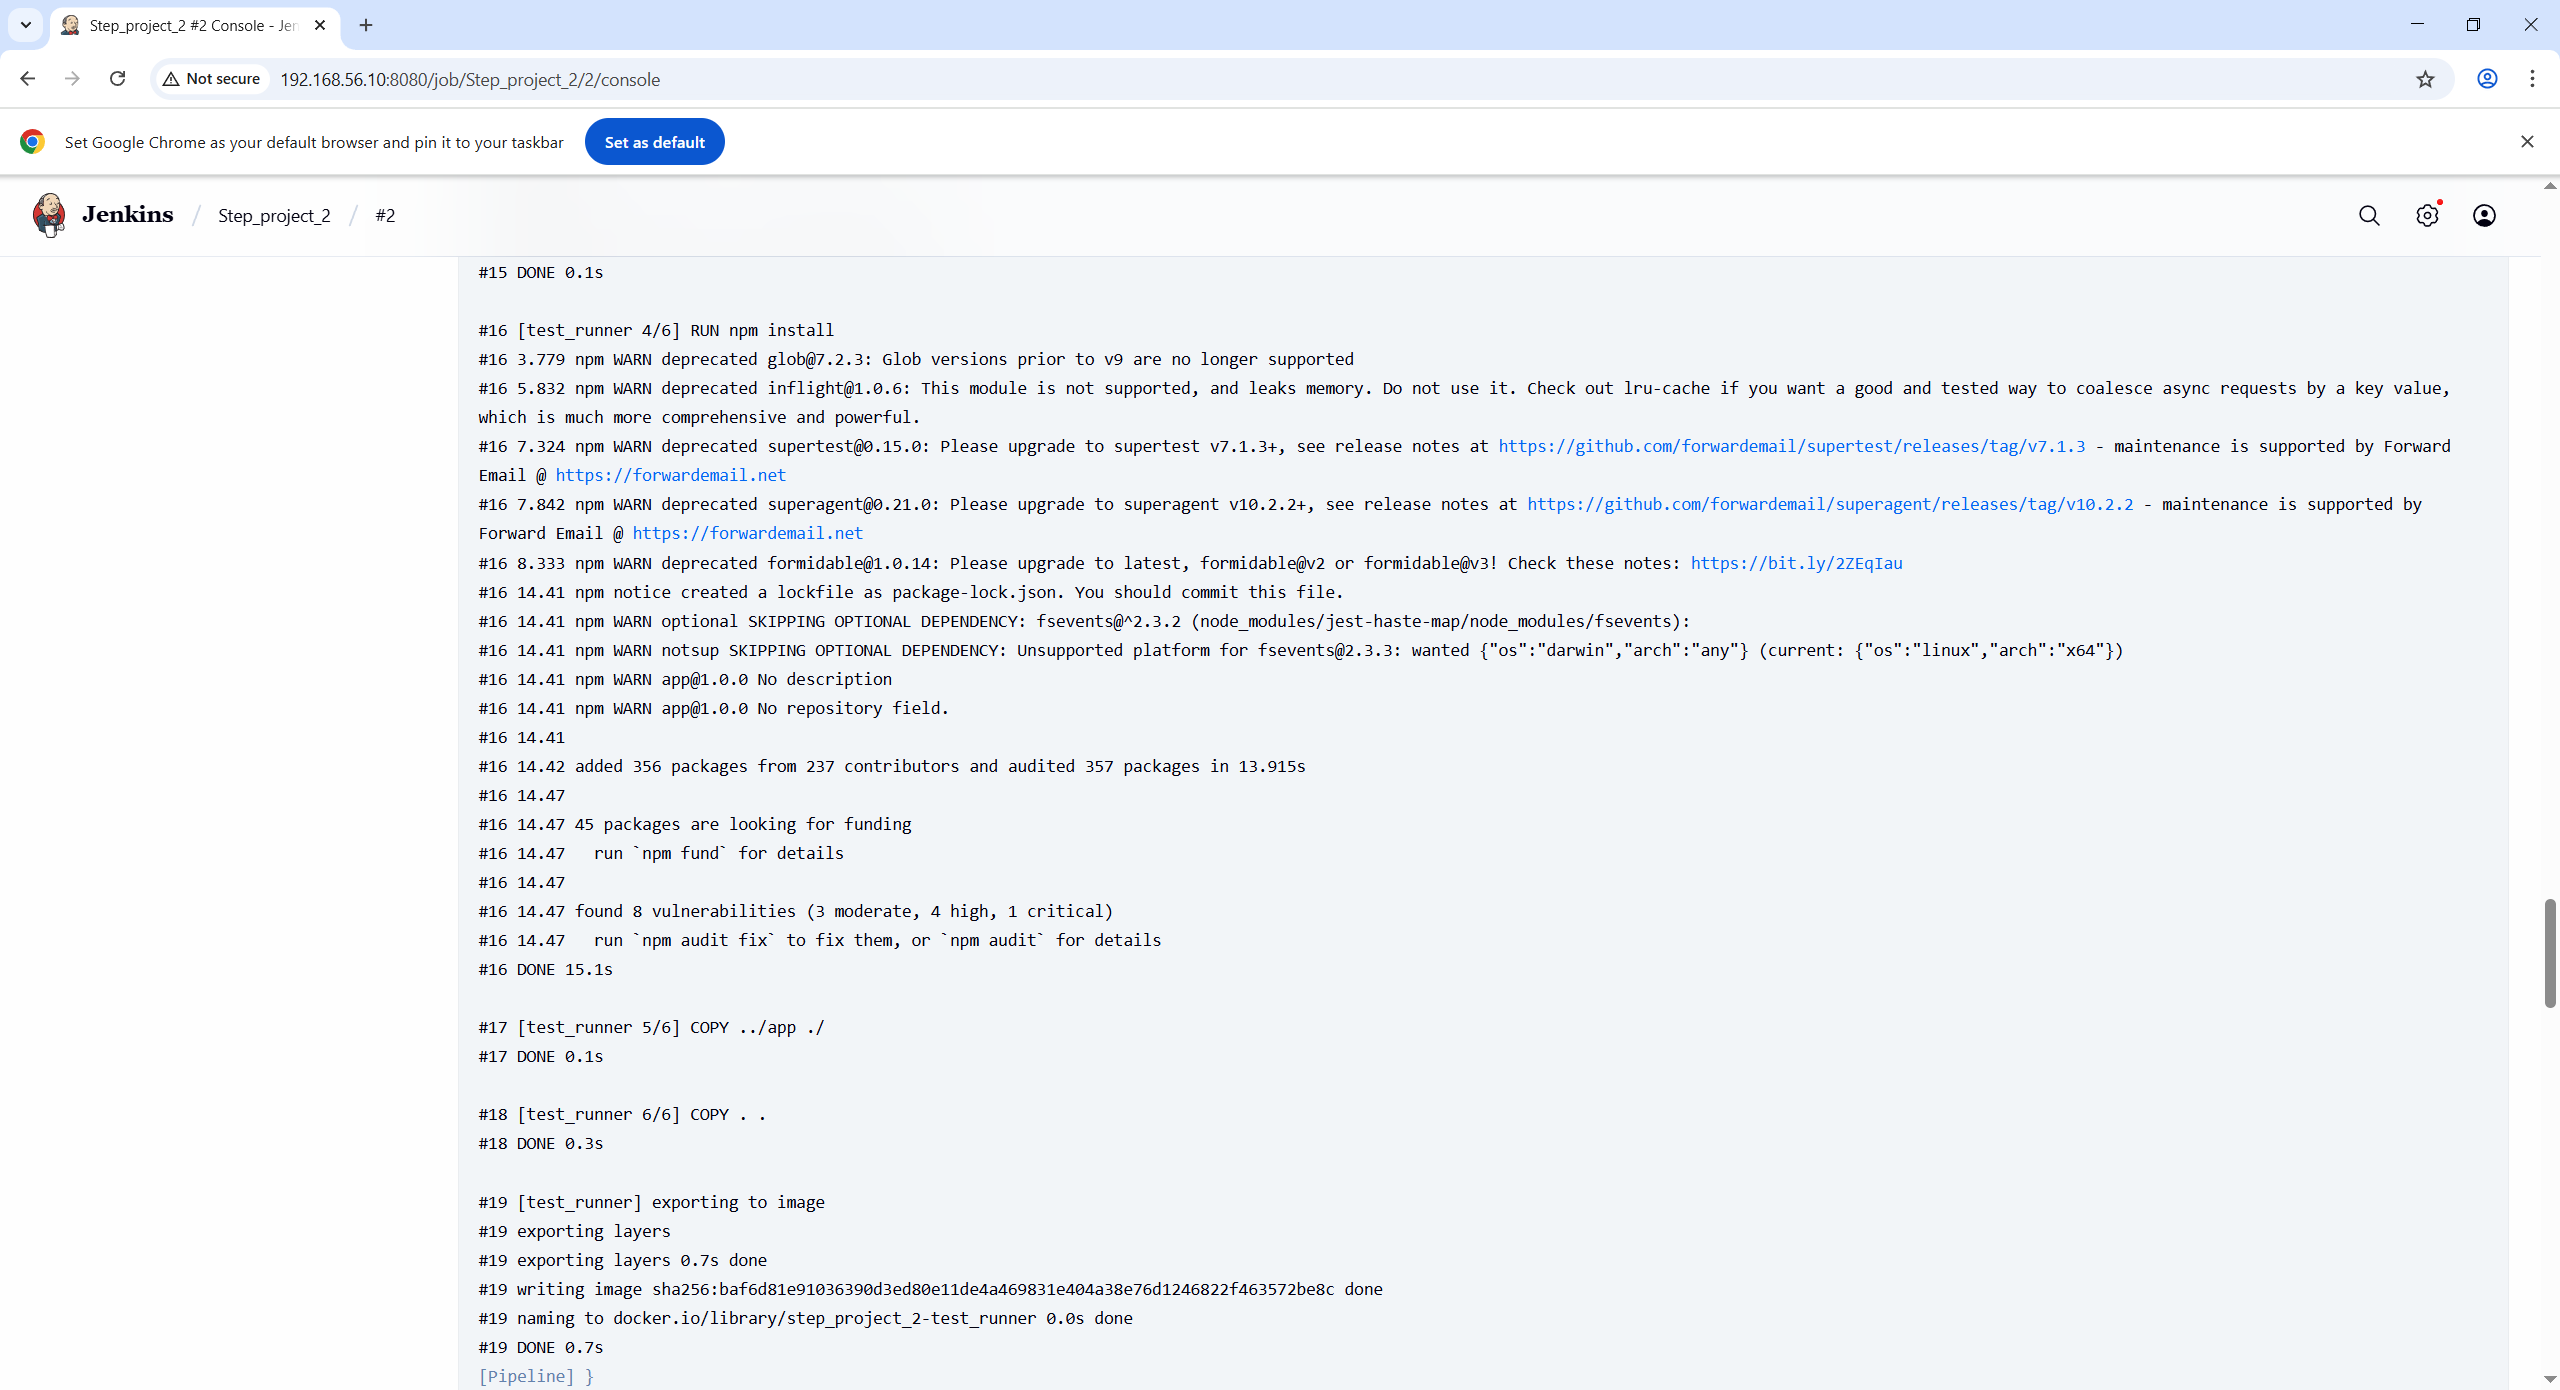 Step_project_2 #2 Console - Jen
Not secure
192.168.56.10:8080/job/Step_project_2/2/console
Set Google Chrome as your default browser and pin it to your taskbar
Set as default
Jenkins / Step_project_2 / #2
#15 DONE 0.1s
#16 [test_runner 4/6] RUN npm install
#16 3.779 npm WARN deprecated glob@7.2.3: Glob versions prior to v9 are no longer supported
#16 5.832 npm WARN deprecated inflight@1.0.6: This module is not supported, and leaks memory. Do not use it. Check out lru-cache if you want a good and tested way to coalesce async requests by a key value,
which is much more comprehensive and powerful.
#16 7.324 npm WARN deprecated supertest@0.15.0: Please upgrade to supertest v7.1.3+, see release notes at https://github.com/forwardemail/supertest/releases/tag/v7.1.3 - maintenance is supported by Forward
Email @ https://forwardemail.net
#16 7.842 npm WARN deprecated superagent@0.21.0: Please upgrade to superagent v10.2.2+, see release notes at https://github.com/forwardemail/superagent/releases/tag/v10.2.2 - maintenance is supported by
Forward Email @ https://forwardemail.net
#16 8.333 npm WARN deprecated formidable@1.0.14: Please upgrade to latest, formidable@v2 or formidable@v3! Check these notes: https://bit.ly/2ZEqIau
#16 14.41 npm notice created a lockfile as package-lock.json. You should commit this file.
#16 14.41 npm WARN optional SKIPPING OPTIONAL DEPENDENCY: fsevents@^2.3.2 (node_modules/jest-haste-map/node_modules/fsevents):
#16 14.41 npm WARN notsup SKIPPING OPTIONAL DEPENDENCY: Unsupported platform for fsevents@2.3.3: wanted {"os":"darwin","arch":"any"} (current: {"os":"linux","arch":"x64"})
#16 14.41 npm WARN app@1.0.0 No description
#16 14.41 npm WARN app@1.0.0 No repository field.
#16 14.41
#16 14.42 added 356 packages from 237 contributors and audited 357 packages in 13.915s
#16 14.47
#16 14.47 45 packages are looking for funding
#16 14.47   run `npm fund` for details
#16 14.47
#16 14.47 found 8 vulnerabilities (3 moderate, 4 high, 1 critical)
#16 14.47   run `npm audit fix` to fix them, or `npm audit` for details
#16 DONE 15.1s
#17 [test_runner 5/6] COPY ../app ./
#17 DONE 0.1s
#18 [test_runner 6/6] COPY . .
#18 DONE 0.3s
#19 [test_runner] exporting to image
#19 exporting layers
#19 exporting layers 0.7s done
#19 writing image sha256:baf6d81e91036390d3ed80e11de4a469831e404a38e76d1246822f463572be8c done
#19 naming to docker.io/library/step_project_2-test_runner 0.0s done
#19 DONE 0.7s
[Pipeline] }